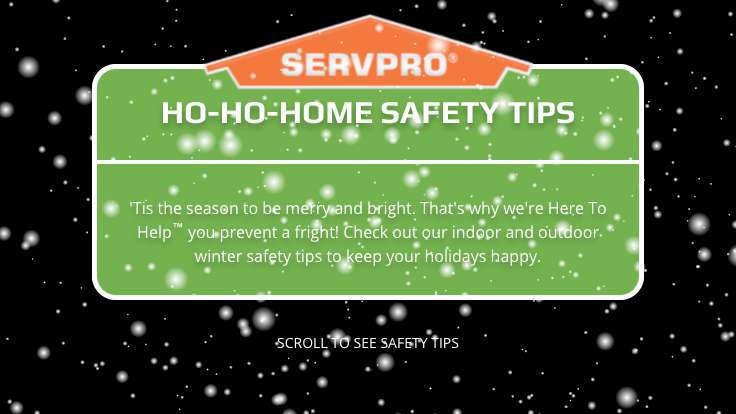 SERVPRO®
HO-HO-HOME SAFETY TIPS
'Tis the season to be merry and bright. That's why we're Here To
Help™ you prevent a fright! Check out our indoor and outdoor
winter safety tips to keep your holidays happy.
SCROLL TO SEE SAFETY TIPS